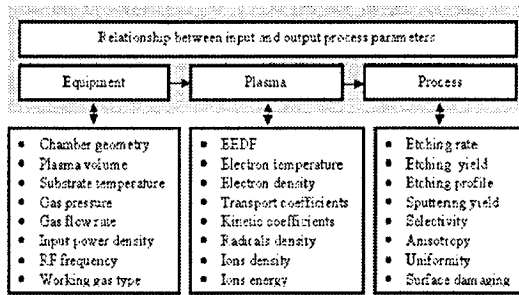 Relationship between input and output process parameters
Equipment
Plasma
Process
• Chamber geometry
• Plasma volume
• Substrate temperature
• Gas pressure
• Gas flow rate
• Input power density
• RF frequency
• Working gas type
• EEDF
• Electron temperature
• Electron density
• Transport coefficients
• Kinetic coefficients
• Radicals density
• Ions density
• Ions energy
• Etching rate
• Etching yield
• Etching profile
• Sputtering yield
• Selectivity
• Anisotropy
• Uniformity
• Surface damaging